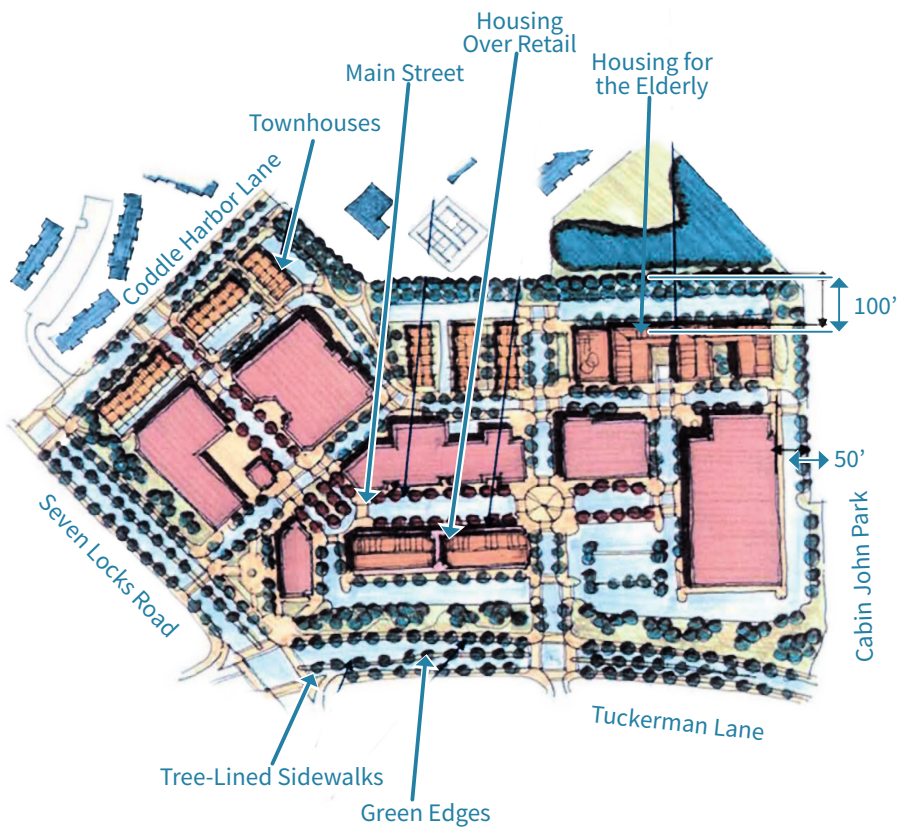 Housing
Over Retail
Main Street
Housing for
the Elderly
Townhouses
Coddle Harbor Lane
100’
50’
Seven Locks Road
Cabin John Park
Tuckerman Lane
Tree-Lined Sidewalks
Green Edges